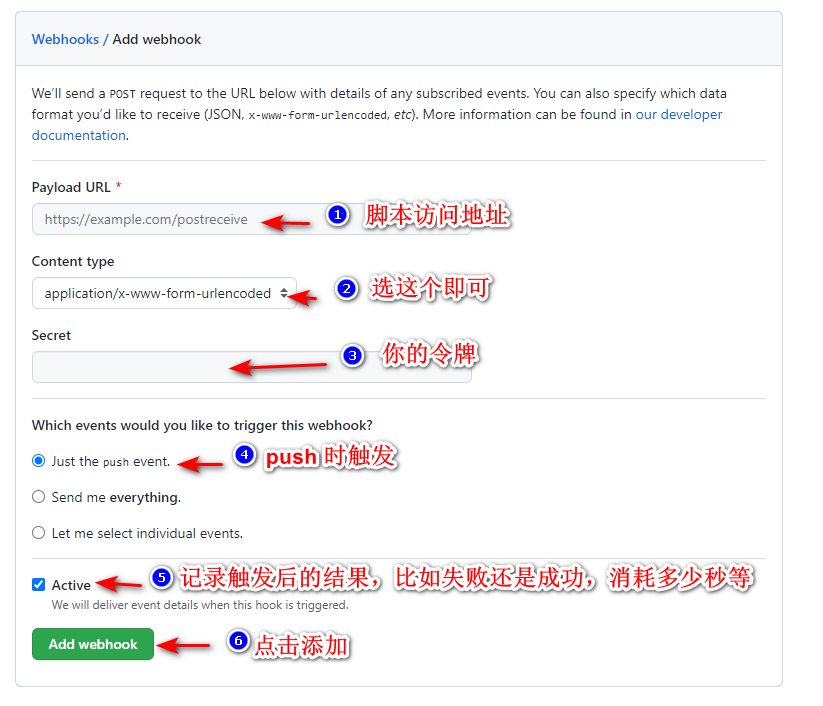 Webhooks / Add webhook
We'll send a POST request to the URL below with details of any subscribed events. You can also specify which data
format you'd like to receive (JSON, x-www-form-urlencoded, etc). More information can be found in our developer
documentation.
Payload URL *
https://example.com/postreceive
1 脚本访问地址
Content type
application/x-www-form-urlencoded
2 选这个即可
Secret
3 你的令牌
Which events would you like to trigger this webhook?
Just the push event.
4 push 时触发
Send me everything.
Let me select individual events.
Active
5 记录触发后的结果，比如失败还是成功，消耗多少秒等
We will deliver event details when this hook is triggered.
Add webhook
6 点击添加